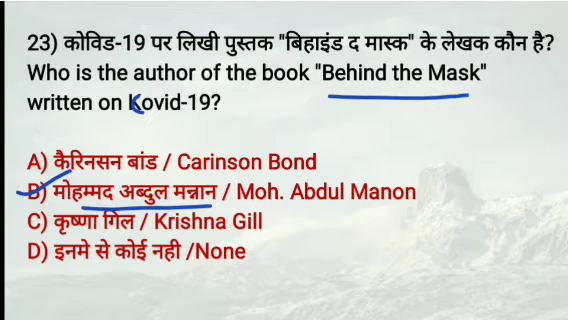 23) कोविड-19 पर लिखी पुस्तक "बिहाइंड द मास्क" के लेखक कौन है?
Who is the author of the book "Behind the Mask"
written on Kovid-19?
A) कैरिनसन बांड / Carinson Bond
B) मोहम्मद अब्दुल मन्नान / Moh. Abdul Manon
C) कृष्णा गिल / Krishna Gill
D) इनमे से कोई नही /None